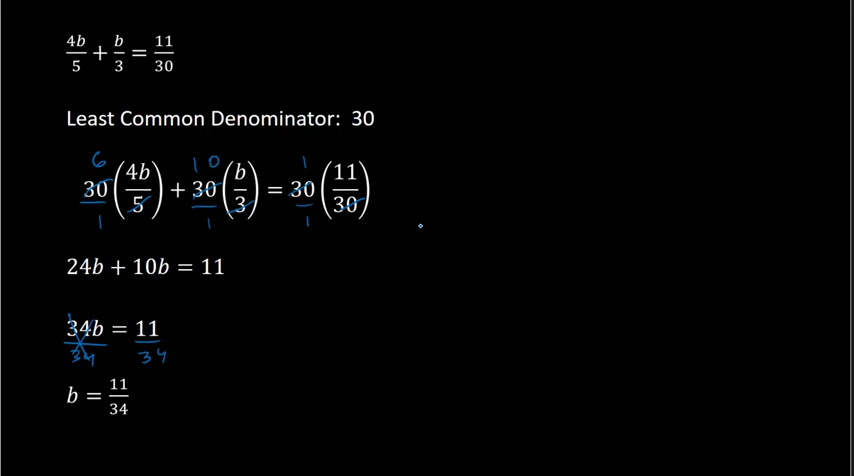 4b/5 + b/3 = 11/30
Least Common Denominator: 30
6 10 1
30(4b/5) + 30(b/3) = 30(11/30)
1 1 1
24b + 10b = 11
1
34b = 11
34 34
b = 11/34